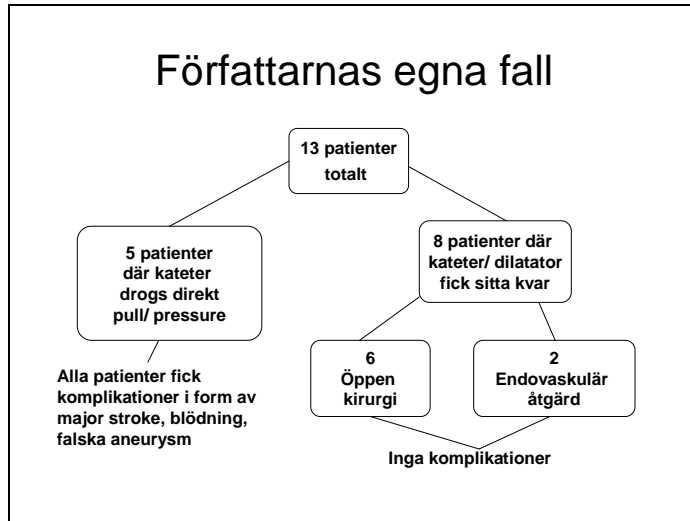 Författarnas egna fall
13 patienter
totalt
5 patienter
där kateter
drogs direkt
pull/ pressure
8 patienter där
kateter/ dilatator
fick sitta kvar
Alla patienter fick
komplikationer i form av
major stroke, blödning,
falska aneurysm
6
Öppen
kirurgi
2
Endovaskulär
åtgärd
Inga komplikationer